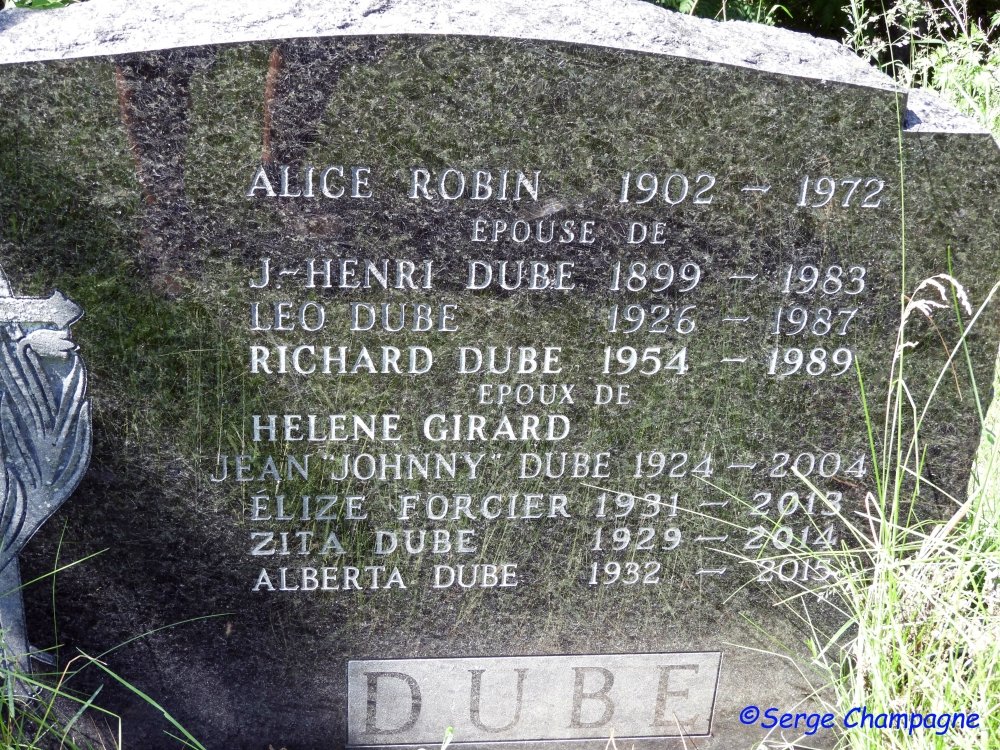 ALICE ROBIN 1902 - 1972
EPOUSE DE
J.-HENRI DUBE 1899 - 1983
LEO DUBE 1926 - 1987
RICHARD DUBE 1954 - 1989
EPOUX DE
HELENE GIRARD
JEAN "JOHNNY" DUBE 1924 - 2004
ÉLIZE FORCIER 1931 - 2013
ZITA DUBE 1929 - 2014
ALBERTA DUBE 1932 - 2015
DUBE
©Serge Champagne